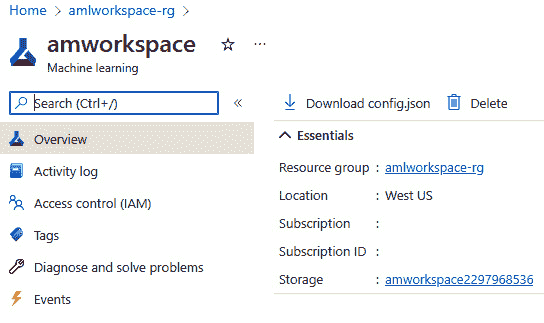 Home > amlworkspace-rg >
amworkspace ☆ ...
Machine learning
Search (Ctrl+/) «
Overview
Activity log
Access control (IAM)
Tags
Diagnose and solve problems
Events
Download config.json Delete
Essentials
Resource group : amlworkspace-rg
Location : West US
Subscription :
Subscription ID :
Storage : amworkspace2297968536